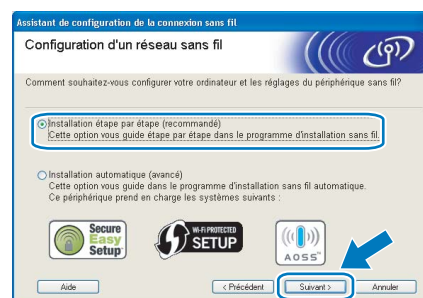 Assistant de configuration de la connexion sans fil
Configuration d'un réseau sans fil
Comment souhaitez-vous configurer votre ordinateur et les réglages du périphérique sans fil?
Installation étape par étape (recommandé)
Cette option vous guide étape par étape dans le programme d'installation sans fil.
Installation automatique (avancé)
Cette option vous guide dans le programme d'installation sans fil automatique.
Ce périphérique prend en charge les systèmes suivants :
Secure
Easy
Setup
WI-FI PROTECTED
SETUP
AOSS™
Aide
< Précédent
Suivant >
Annuler